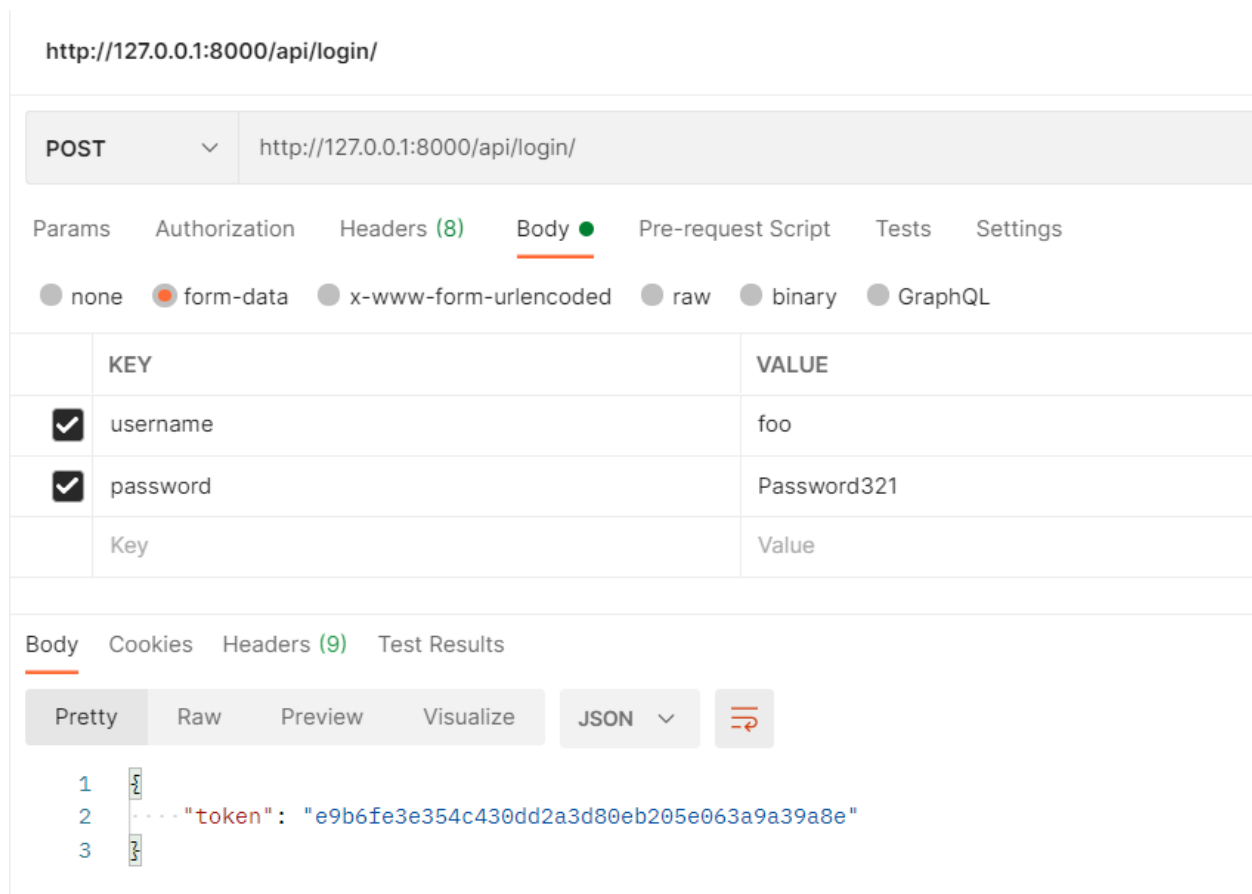 http://127.0.0.1:8000/api/login/
POST http://127.0.0.1:8000/api/login/
Params Authorization Headers (8) Body Pre-request Script Tests Settings
none form-data x-www-form-urlencoded raw binary GraphQL
KEY VALUE
username foo
password Password321
Key Value
Body Cookies Headers (9) Test Results
Pretty Raw Preview Visualize JSON
1 {
2 "token": "e9b6fe3e354c430dd2a3d80eb205e063a9a39a8e"
3 }